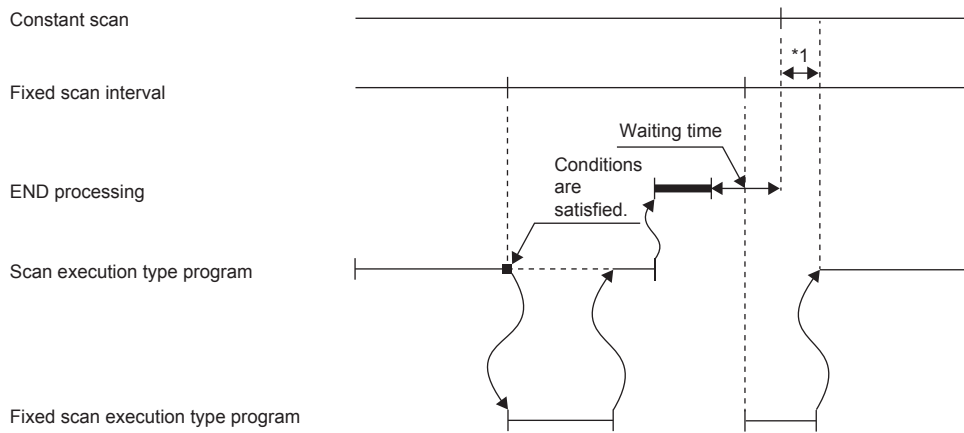 Constant scan
*1
Fixed scan interval
Waiting time
Conditions
are
satisfied.
END processing
Scan execution type program
Fixed scan execution type program